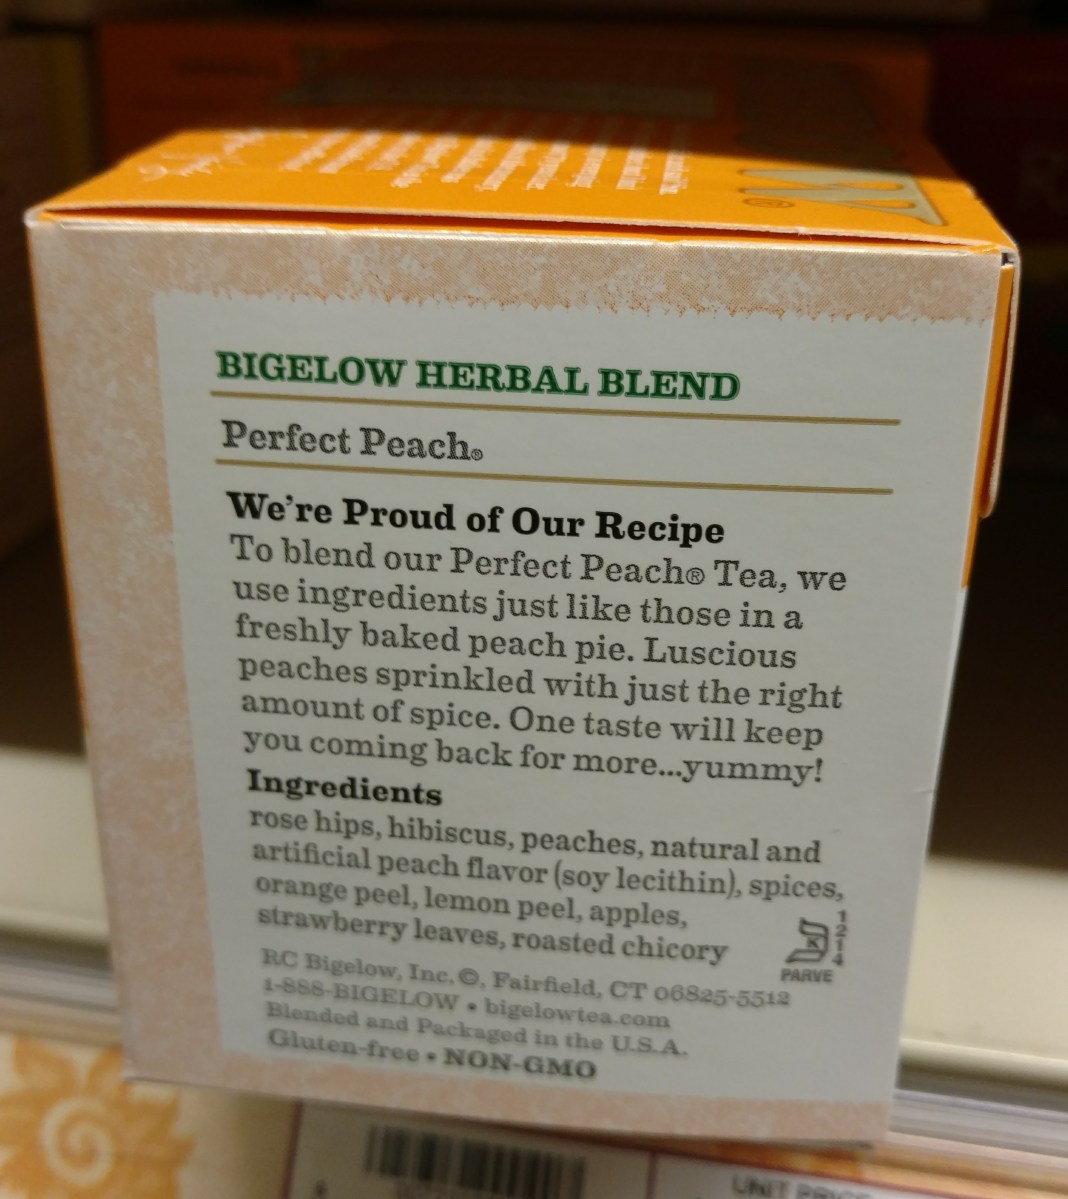 BIGELOW HERBAL BLEND
Perfect Peach®
We're Proud of Our Recipe
To blend our Perfect Peach® Tea, we
use ingredients just like those in a
freshly baked peach pie. Luscious
peaches sprinkled with just the right
amount of spice. One taste will keep
you coming back for more...yummy!
Ingredients
rose hips, hibiscus, peaches, natural and
artificial peach flavor (soy lecithin), spices,
orange peel, lemon peel, apples,
strawberry leaves, roasted chicory
K
1
2
1
4
PARVE
RC Bigelow, Inc. ©, Fairfield, CT 06825-5512
1-888-BIGELOW • bigelowtea.com
Blended and Packaged in the U.S.A.
Gluten-free • NON-GMO
UNIT PRICE